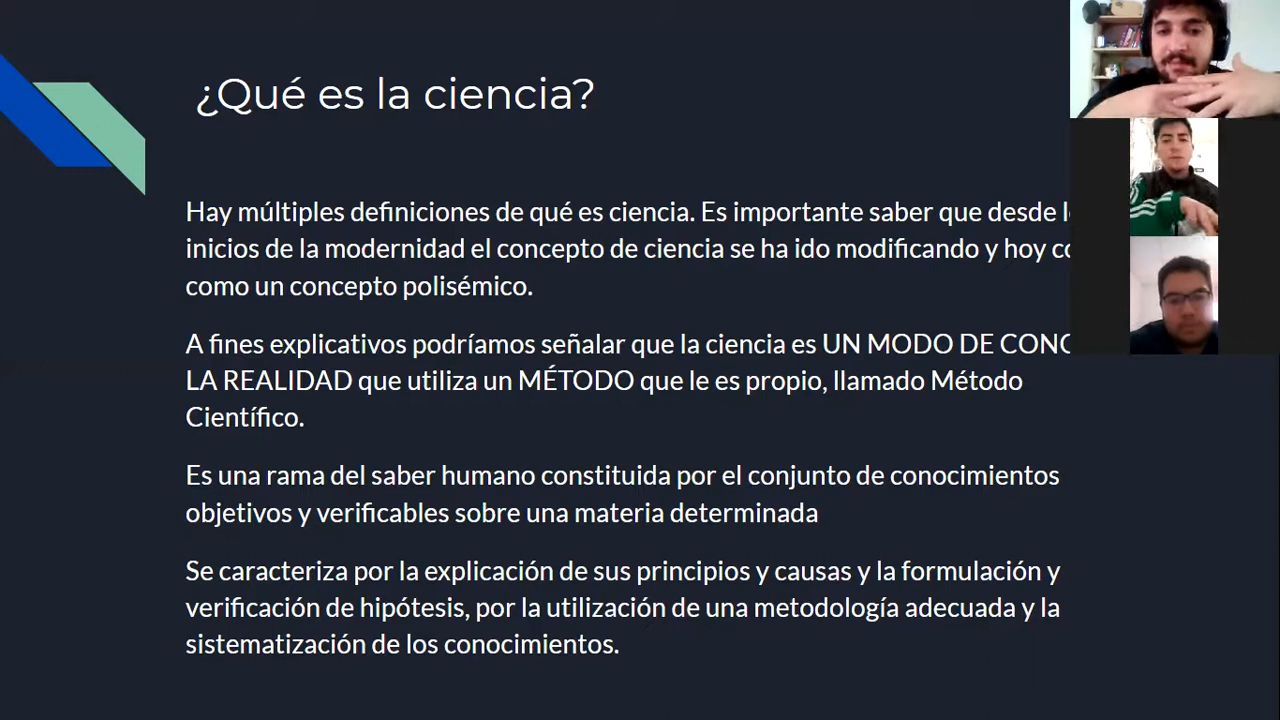 ¿Qué es la ciencia?
Hay múltiples definiciones de qué es ciencia. Es importante saber que desde
inicios de la modernidad el concepto de ciencia se ha ido modificando y hoy
como un concepto polisémico.
A fines explicativos podríamos señalar que la ciencia es UN MODO DE
LA REALIDAD que utiliza un MÉTODO que le es propio, llamado Método
Científico.
Es una rama del saber humano constituida por el conjunto de conocimientos
objetivos y verificables sobre una materia determinada
Se caracteriza por la explicación de sus principios y causas y la formulación y
verificación de hipótesis, por la utilización de una metodología adecuada y la
sistematización de los conocimientos.